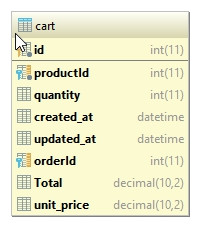 cart
id int(11)
productId int(11)
quantity int(11)
created_at datetime
updated_at datetime
orderId int(11)
Total decimal(10,2)
unit_price decimal(10,2)